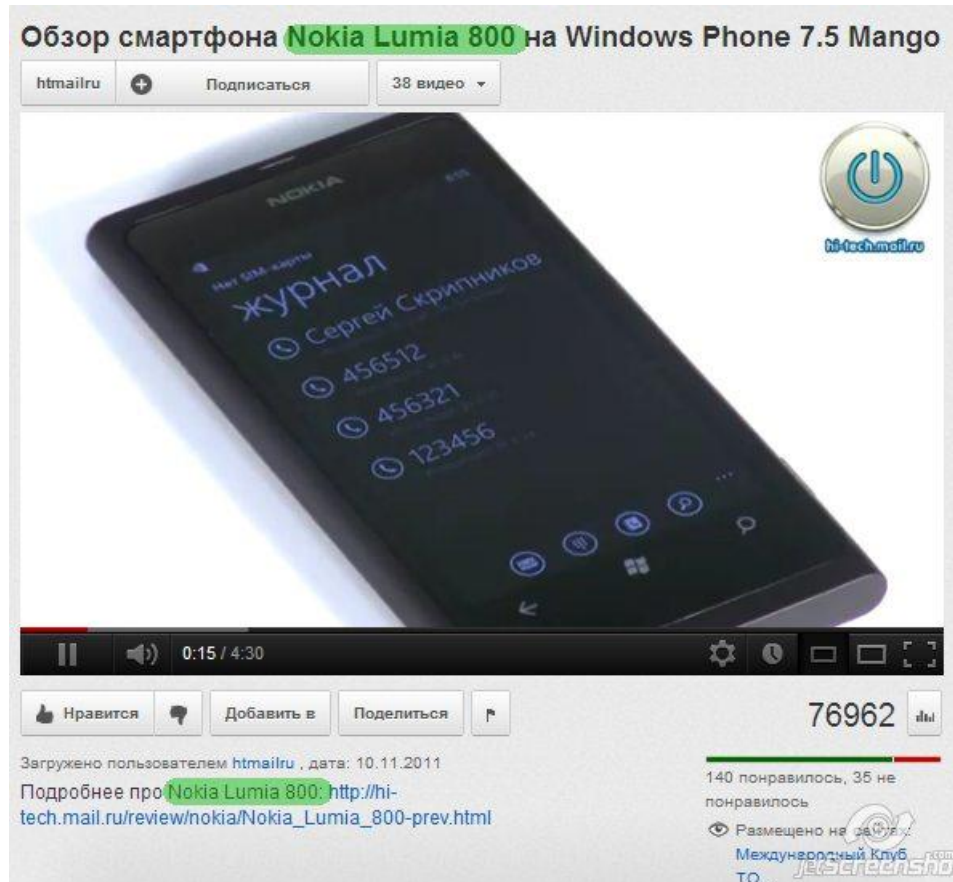 Обзор смартфона Nokia Lumia 800 на Windows Phone 7.5 Mango
htmailru
Подписаться
38 видео
NOKIA
hi-tech.mail.ru
Нет SIM-карты
журнал
Сергей Скрипников
456512
456321
123456
0:15 / 4:30
Нравится
Добавить в
Поделиться
76962
Загружено пользователем htmailru , дата: 10.11.2011
Подробнее про Nokia Lumia 800: http://hi-
tech.mail.ru/review/nokia/Nokia_Lumia_800-prev.html
140 понравилось, 35 не
понравилось
Размещено на сайтах:
Международный Клуб
ТО